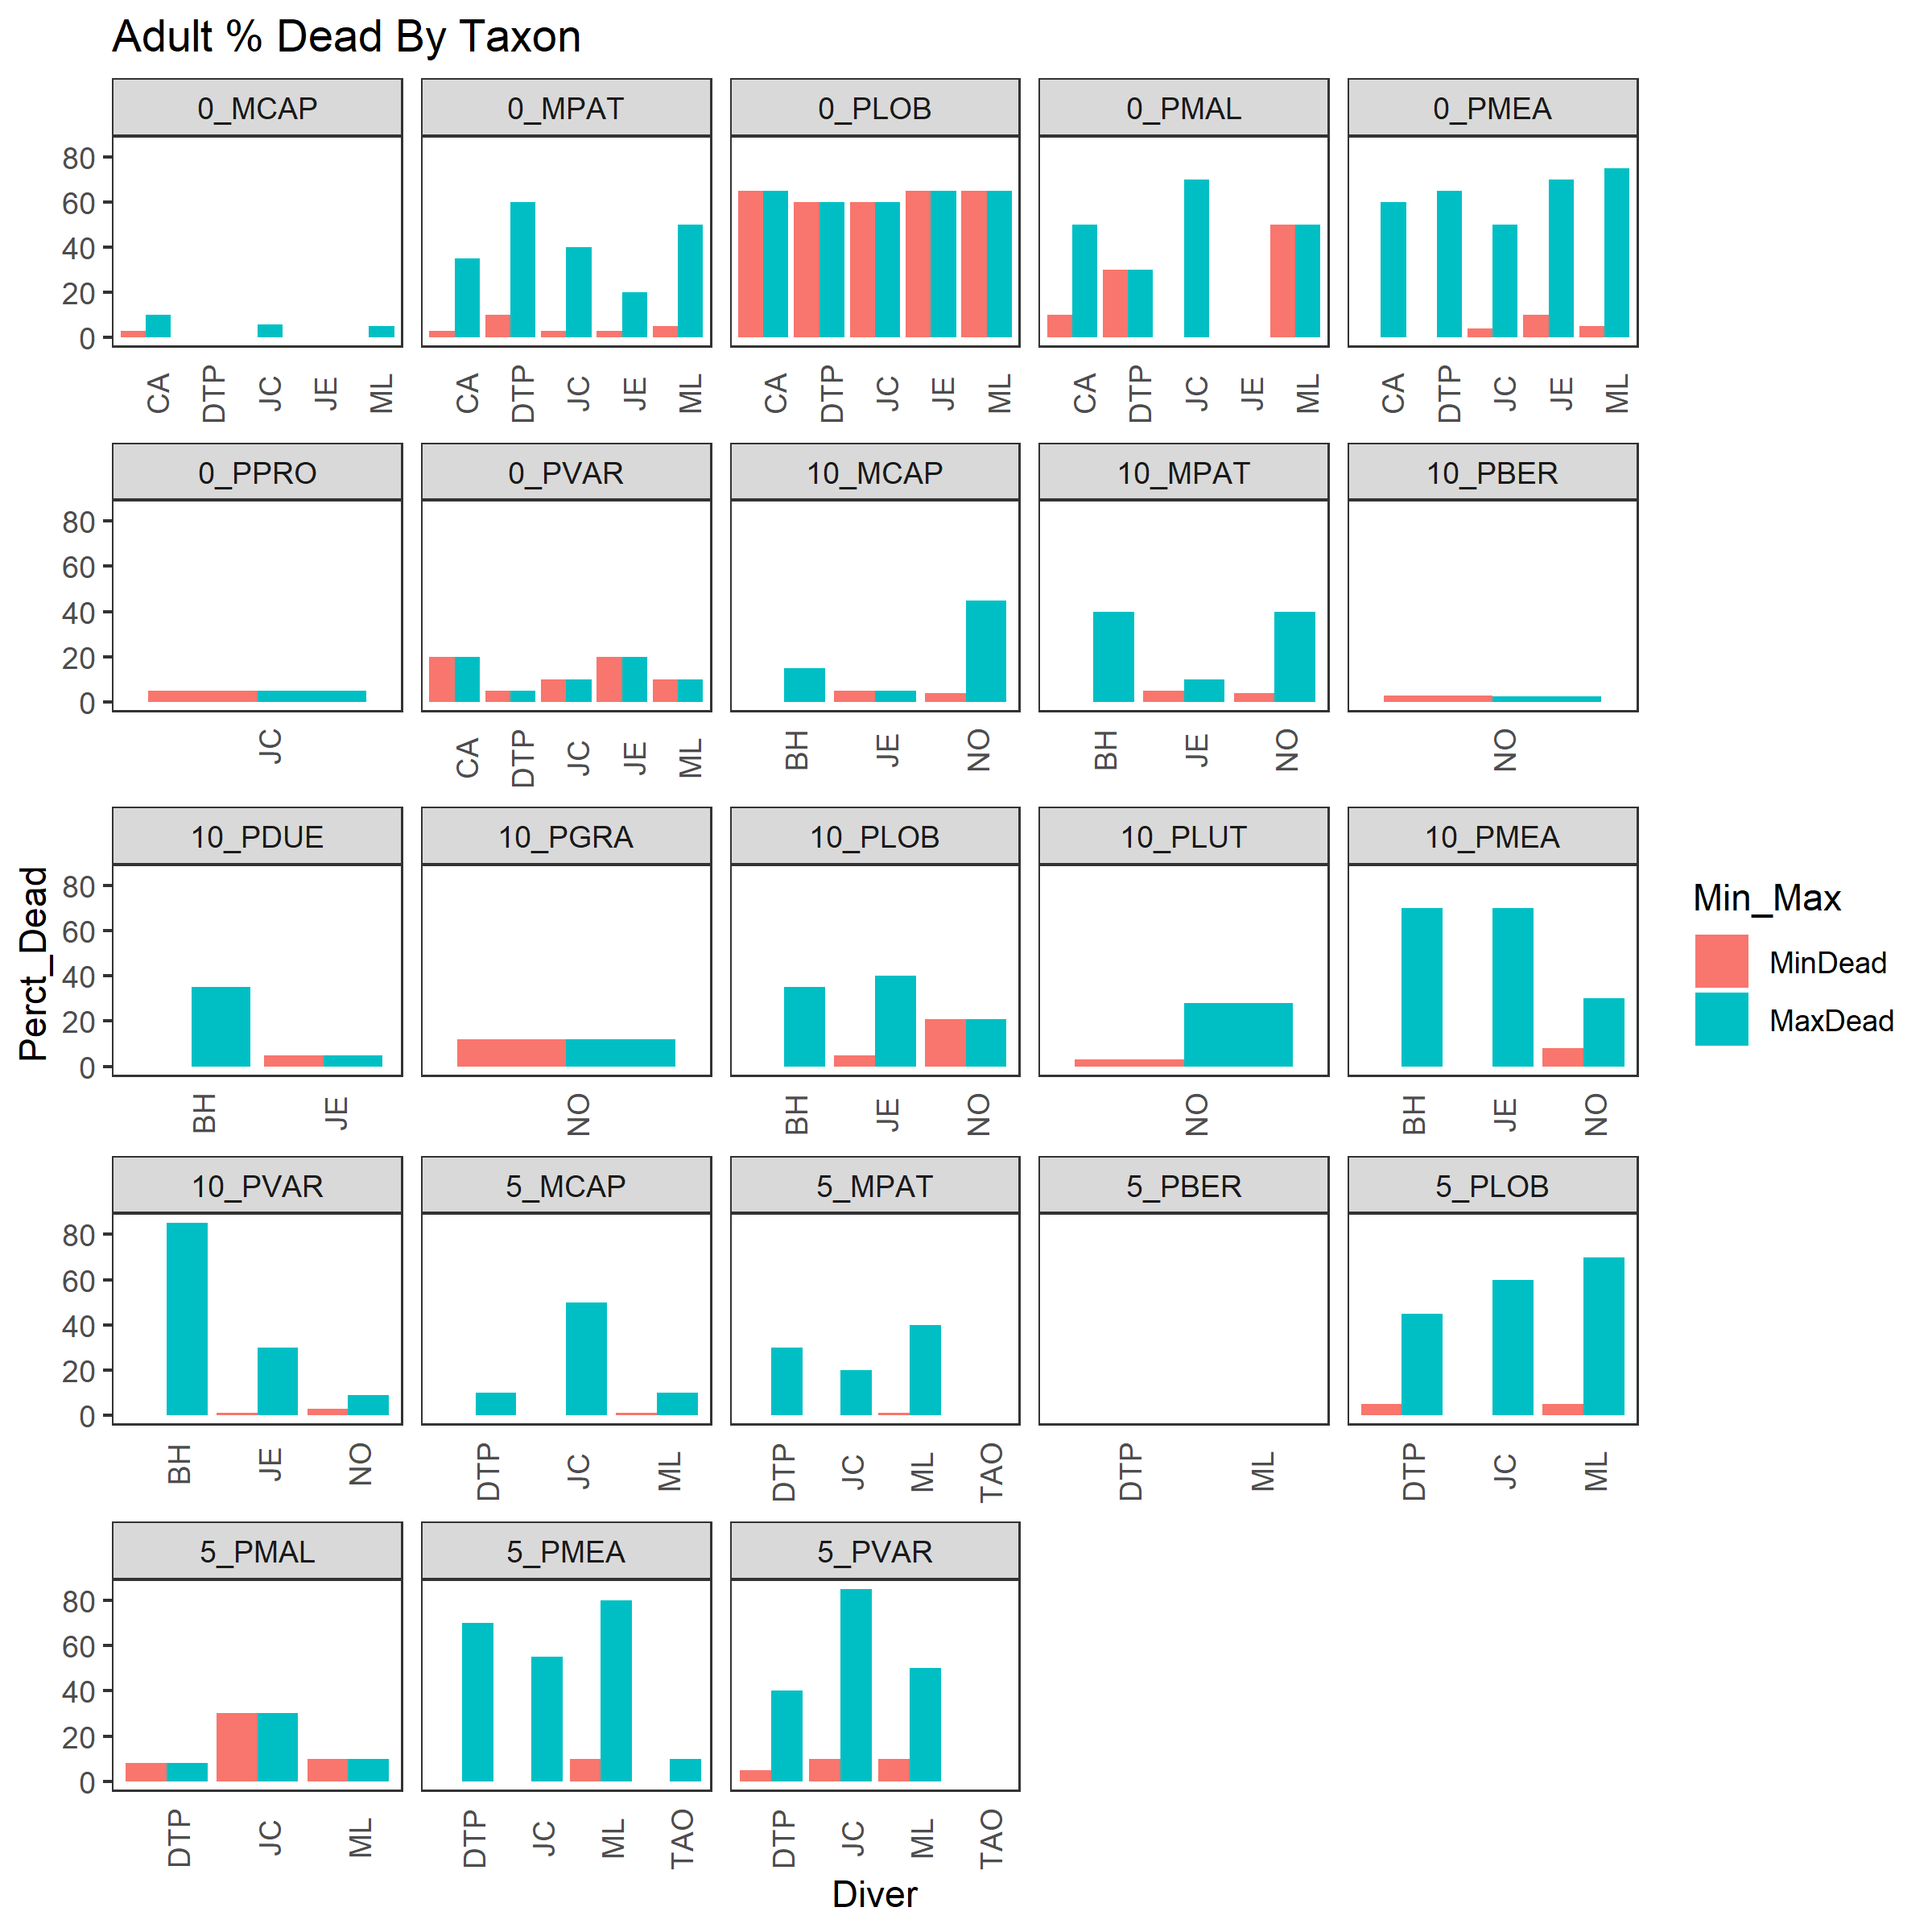 Adult % Dead By Taxon
0_MCAP 0_MPAT 0_PLOB 0_PMAL 0_PMEA
80
60
40
20
0
CA DTP JC JE ML CA DTP JC JE ML CA DTP JC JE ML CA DTP JC JE ML CA DTP JC JE ML
0_PPRO 0_PVAR 10_MCAP 10_MPAT 10_PBER
80
60
40
20
0
JC CA DTP JC JE ML BH JE NO BH JE NO NO
10_PDUE 10_PGRA 10_PLOB 10_PLUT 10_PMEA
80
60
40
20
0
BH JE NO BH JE NO NO BH JE NO
10_PVAR 5_MCAP 5_MPAT 5_PBER 5_PLOB
80
60
40
20
0
BH JE NO DTP JC ML DTP JC ML TAO DTP ML DTP JC ML
5_PMAL 5_PMEA 5_PVAR
80
60
40
20
0
DTP JC ML DTP JC ML TAO DTP JC ML TAO
Diver
Perct_Dead
Min_Max
MinDead
MaxDead